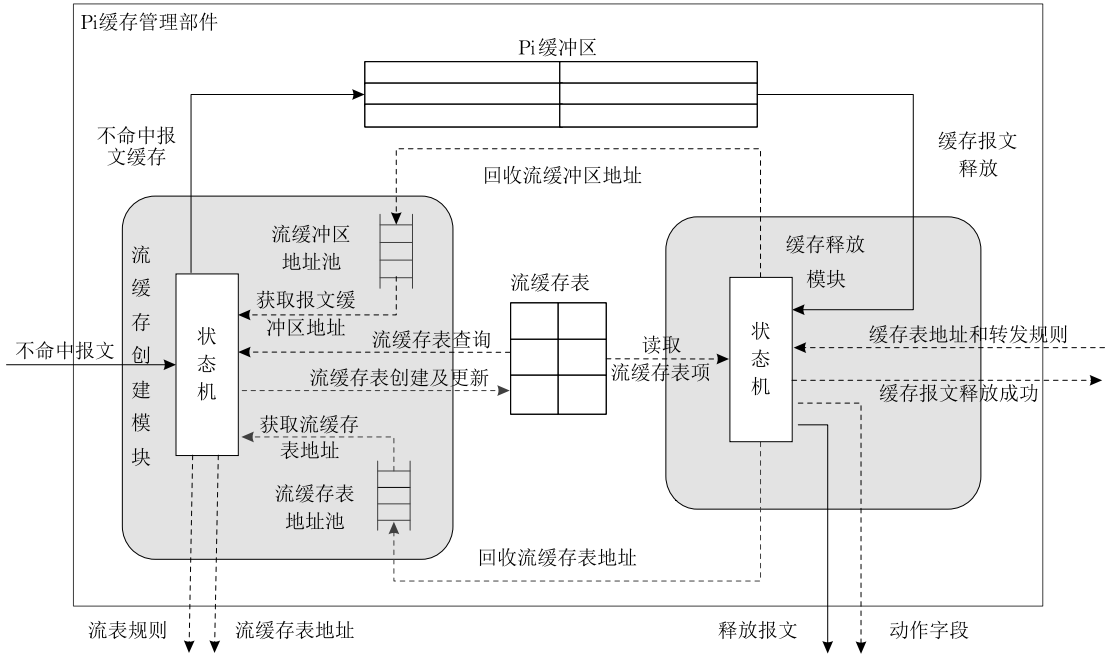 Pi缓存管理部件
Pi缓冲区
不命中报
文缓存
缓存报文
释放
回收流缓冲区地址
流缓冲区
地址池
缓存释放
模块
流缓存创建模块
流缓存表
获取报文缓
冲区地址
状态机
状态机
流缓存表查询
读取
流缓存表项
缓存表地址和转发规则
不命中报文
流缓存表创建及更新
缓存报文释放成功
获取流缓存
表地址
流缓存表
地址池
回收流缓存表地址
流表规则
流缓存表地址
释放报文
动作字段